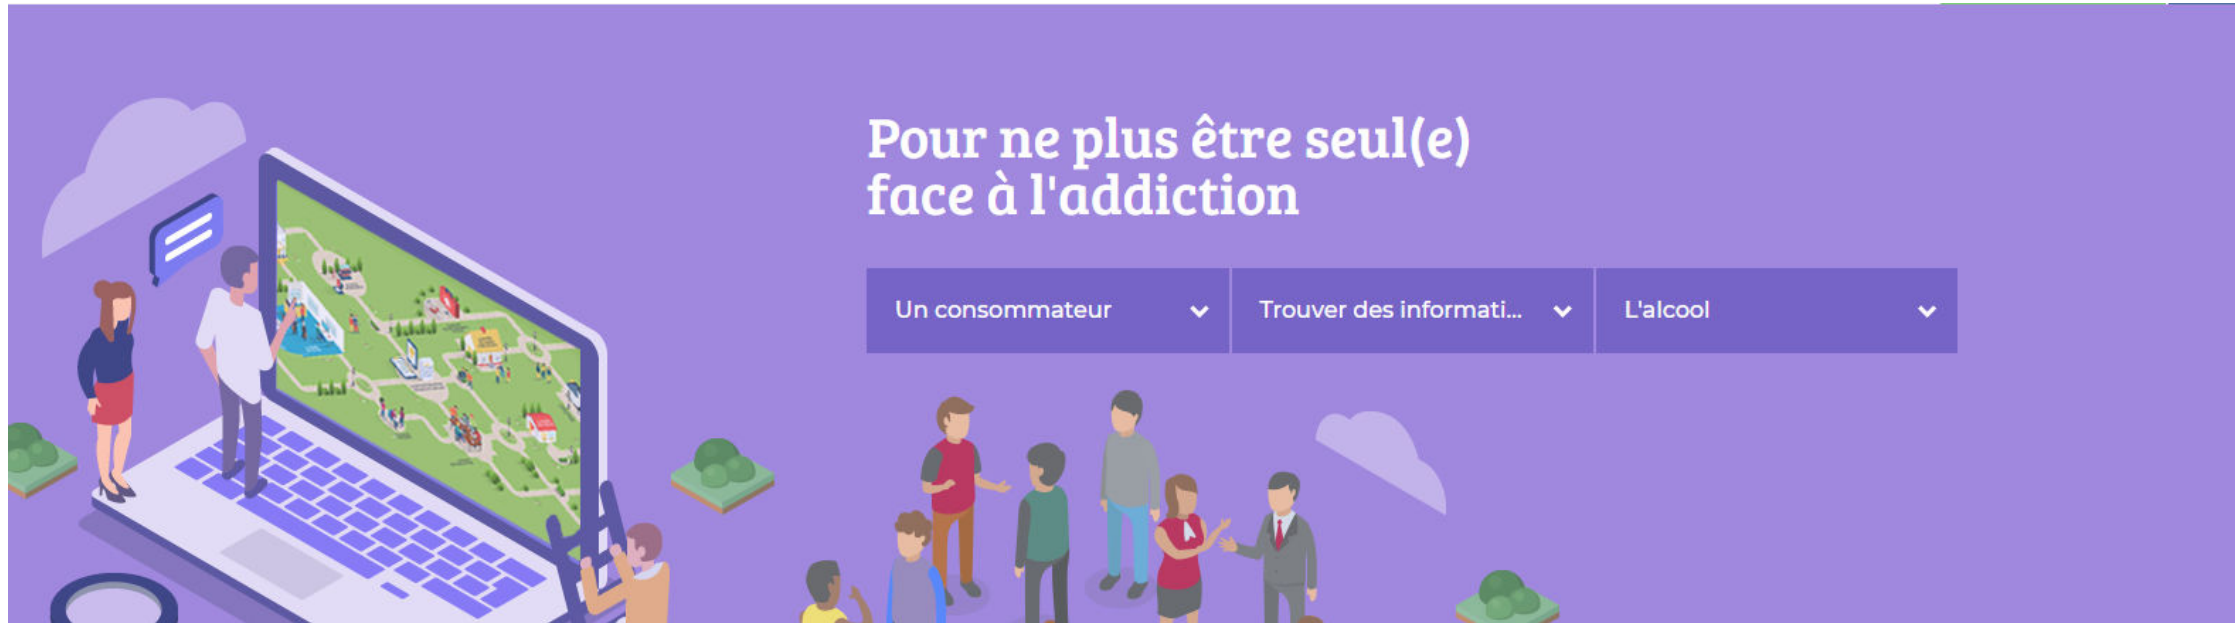 Pour ne plus être seul(e)
face à l'addiction
Un consommateur
Trouver des informati...
L'alcool